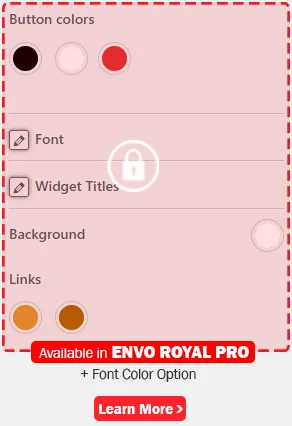 Button colors
Font
Widget Titles
Background
Links
Available in ENVO ROYAL PRO
+ Font Color Option
Learn More >